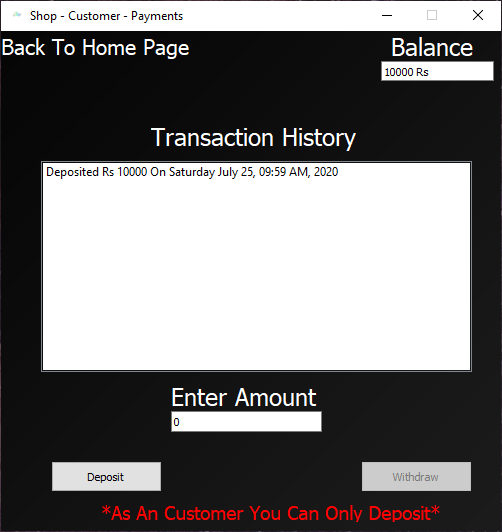 Shop - Customer - Payments
Back To Home Page
Balance
10000 Rs
Transaction History
Deposited Rs 10000 On Saturday July 25, 09:59 AM, 2020
Enter Amount
0
Deposit
Withdraw
*As An Customer You Can Only Deposit*